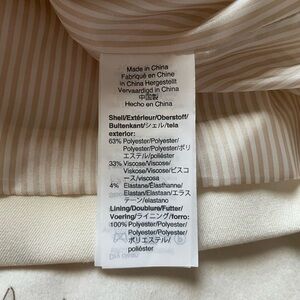 Made in China
Fabriqué en Chine
in China Hergestellt
Vervaardigd in China
中国製
Hecho en China
Shell/Extérieur/Oberstoff/
Buitenkant/シェル/tela
exterior:
63% Polyester/Polyester/
Polyester/Polyester/ポリ
エステル/poliéster
33% Viscose/Viscose/
Viskose/Viscose/ビスコ
ース/viscosa
4% Elastane/Élasthanne/
Elastan/Elastaan/エラス
テーン/elastano
Lining/Doublure/Futter/
Voering/ライニング/forro:
100% Polyester/Polyester/
Polyester/Polyester/
ポリエステル/
poliéster